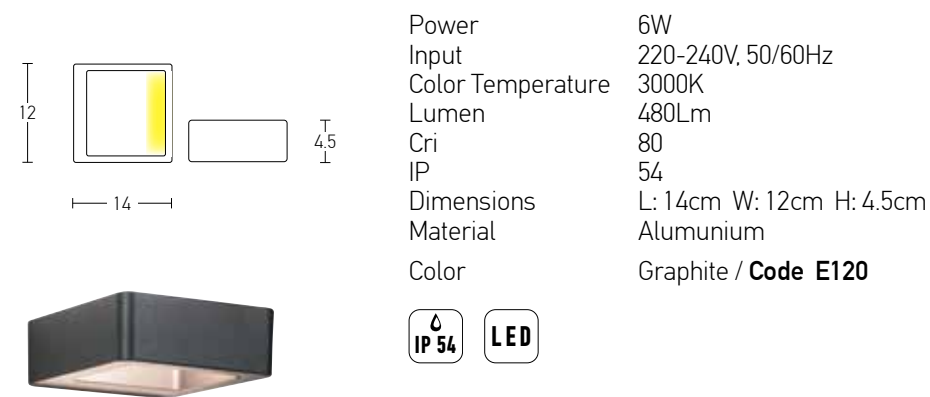 12
4.5
14
Power 6W
Input 220-240V, 50/60Hz
Color Temperature 3000K
Lumen 480Lm
Cri 80
IP 54
Dimensions L: 14cm W: 12cm H: 4.5cm
Material Alumunium
Color Graphite / Code E120
IP 54
LED